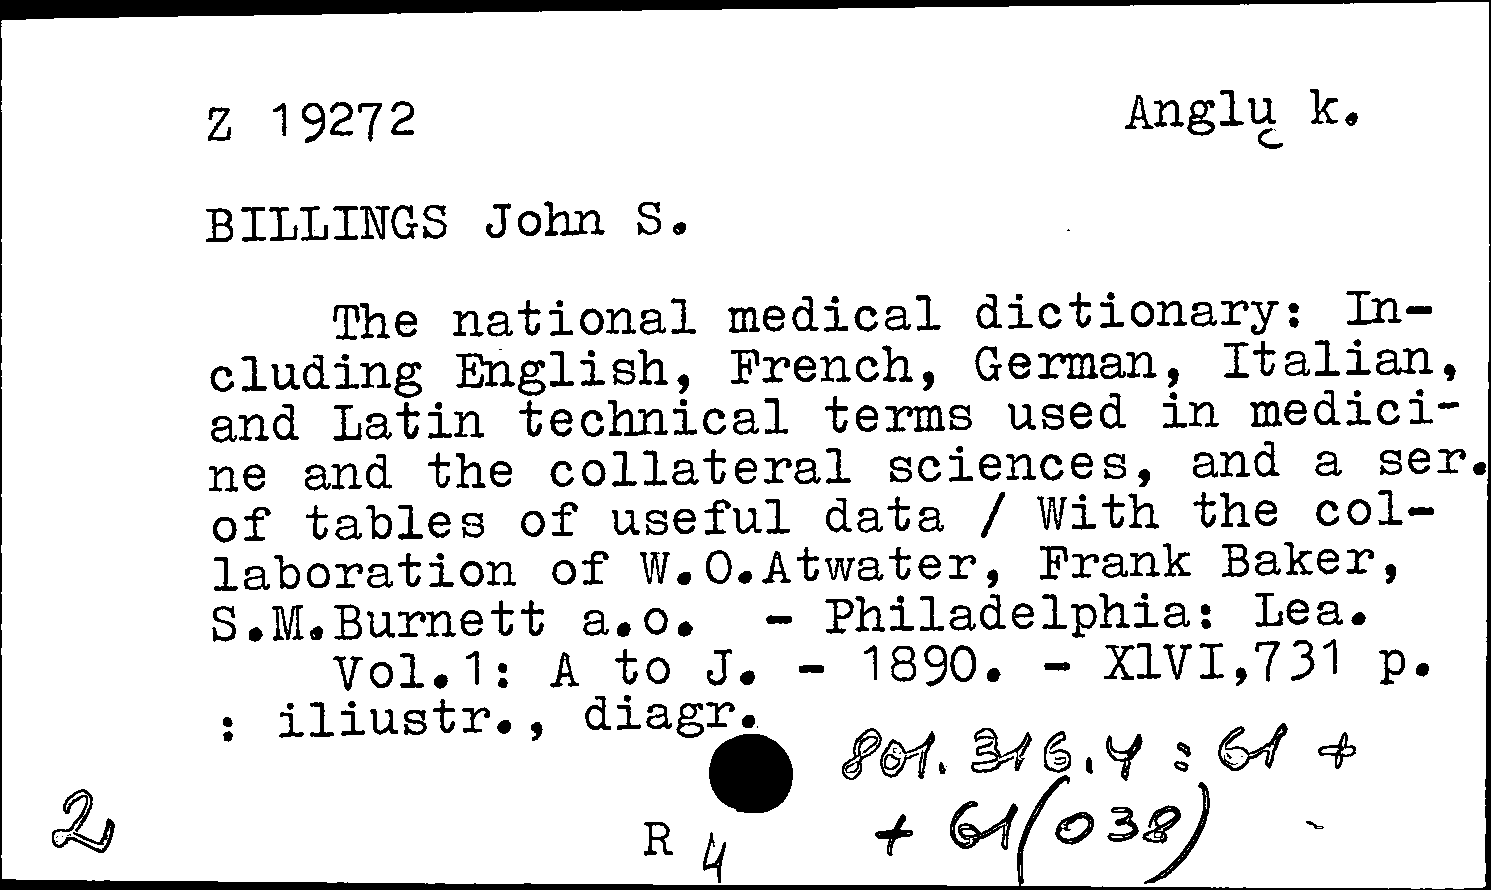 Z 19272
Anglų k.
BILLINGS John S.
The national medical dictionary: In-
cluding English, French, German, Italian,
and Latin technical terms used in medici-
ne and the collateral sciences, and a ser.
of tables of useful data / With the col-
laboration of W.O.Atwater, Frank Baker,
S.M.Burnett a.o. - Philadelphia: Lea.
Vol.1: A to J. - 1890. - XlVI,731 p.
: iliustr., diagr.
801.316.4 : 61 +
+ 61(038)
2
R 4